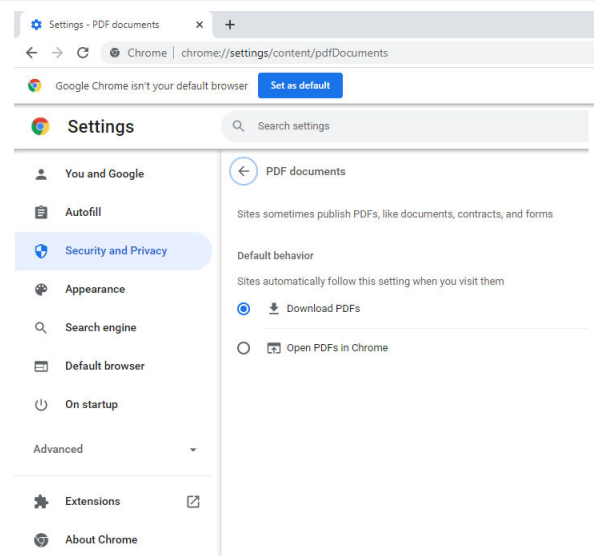 Settings - PDF documents
Chrome | chrome://settings/content/pdfDocuments
Google Chrome isn't your default browser Set as default
Settings
Search settings
You and Google
Autofill
Security and Privacy
Appearance
Search engine
Default browser
On startup
Advanced
Extensions
About Chrome
PDF documents
Sites sometimes publish PDFs, like documents, contracts, and forms
Default behavior
Sites automatically follow this setting when you visit them
Download PDFs
Open PDFs in Chrome